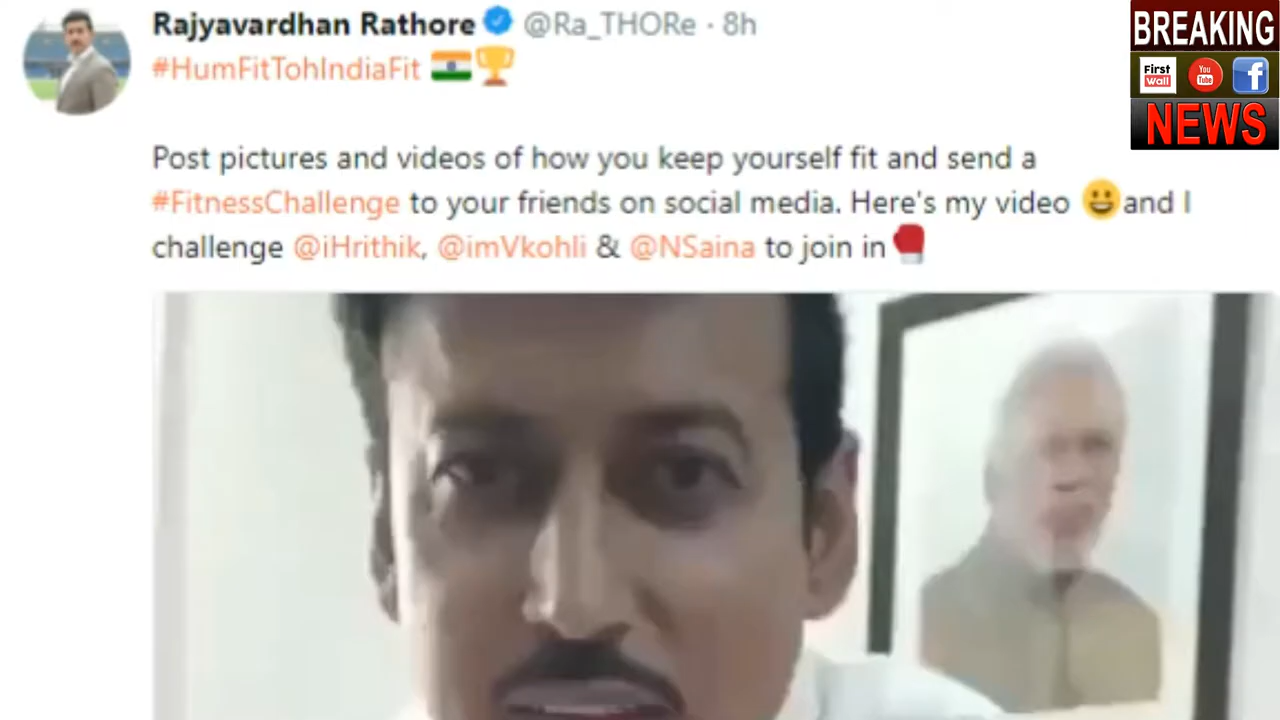 Rajyavardhan Rathore @Ra_THORe · 8h
#HumFitTohIndiaFit 🇮🇳🏆
Post pictures and videos of how you keep yourself fit and send a
#FitnessChallenge to your friends on social media. Here's my video 😀and I
challenge @iHrithik, @imVkohli & @NSaina to join in🥊
BREAKING
First Wall
You Tube
f
NEWS